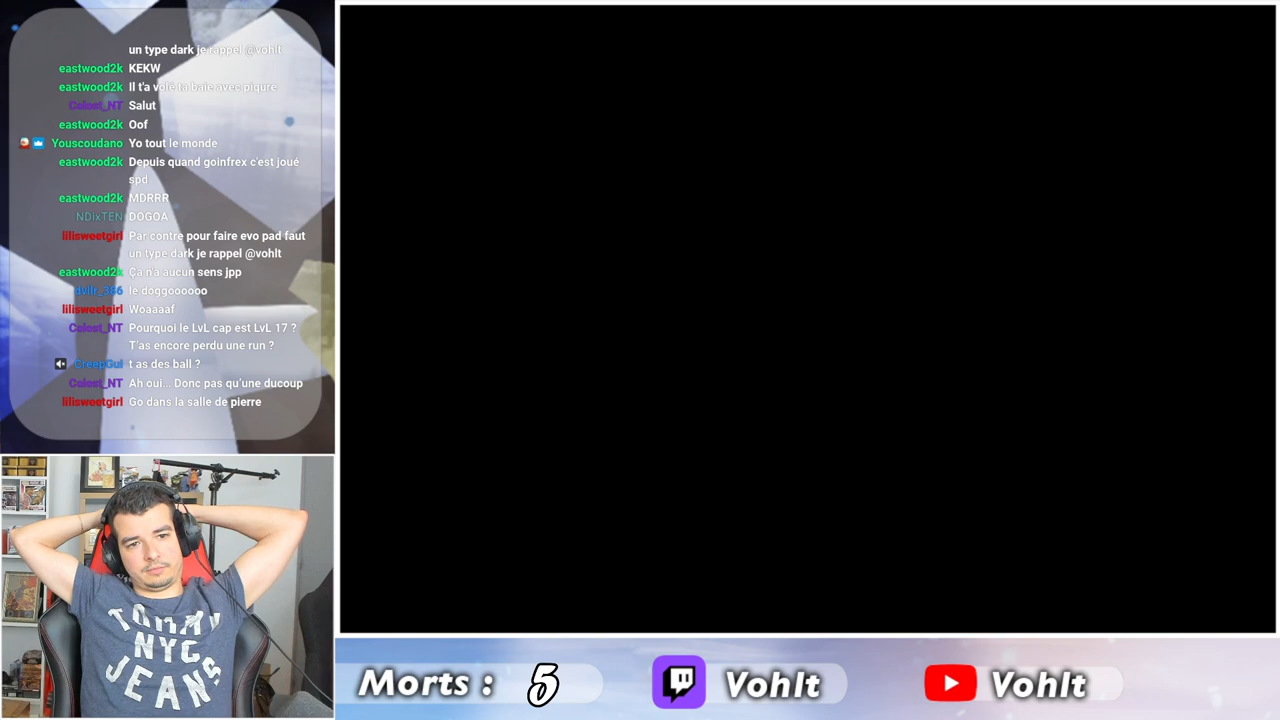 un type dark je rappel @vohlt
eastwood2k KEKW
eastwood2k Il t'a volé ta baie avec piqure
Colost_NT Salut
eastwood2k Oof
Youscoudano Yo tout le monde
eastwood2k Depuis quand goinfrex c'est joué
spd
eastwood2k MDRRR
NDixTEN DOGOA
lilisweetgirl Par contre pour faire evo pad faut
un type dark je rappel @vohlt
eastwood2k Ça n'a aucun sens jpp
le doggoooooo
lilisweetgirl Woaaaaf
Colost_NT Pourquoi le LvL cap est LvL 17 ?
T'as encore perdu une run ?
CreepGui t as des ball ?
Colost_NT Ah oui... Donc pas qu'une ducoup
lilisweetgirl Go dans la salle de pierre
TOMMY
NYC
JEANS
Morts : 5 Vohlt Vohlt